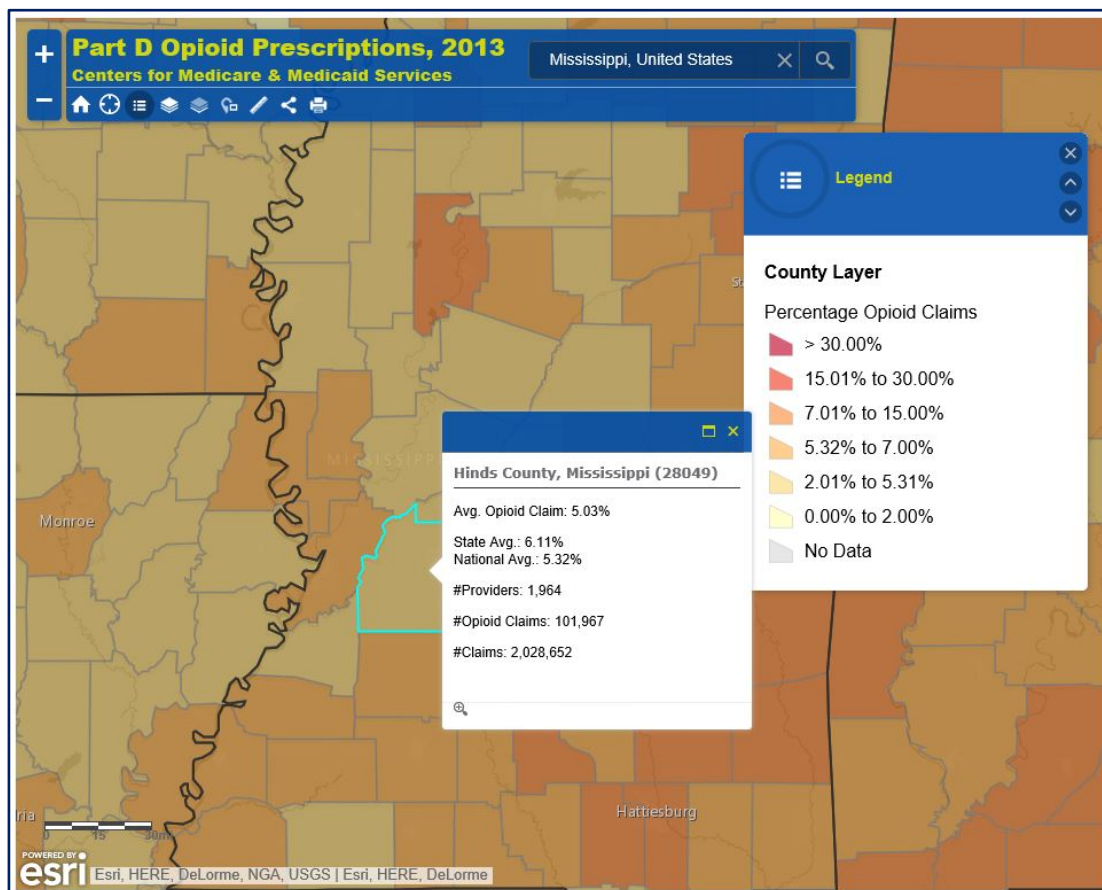 Part D Opioid Prescriptions, 2013
Centers for Medicare & Medicaid Services
Mississippi, United States
Legend
County Layer
Percentage Opioid Claims
> 30.00%
15.01% to 30.00%
7.01% to 15.00%
5.32% to 7.00%
2.01% to 5.31%
0.00% to 2.00%
No Data
MISSISSIPP
Hinds County, Mississippi (28049)
Avg. Opioid Claim: 5.03%
State Avg.: 6.11%
National Avg.: 5.32%
#Providers: 1,964
#Opioid Claims: 101,967
#Claims: 2,028,652
Monroe
Hattiesburg
ria
0 15 30mi
POWERED BY
esri
Esri, HERE, DeLorme, NGA, USGS | Esri, HERE, DeLorme